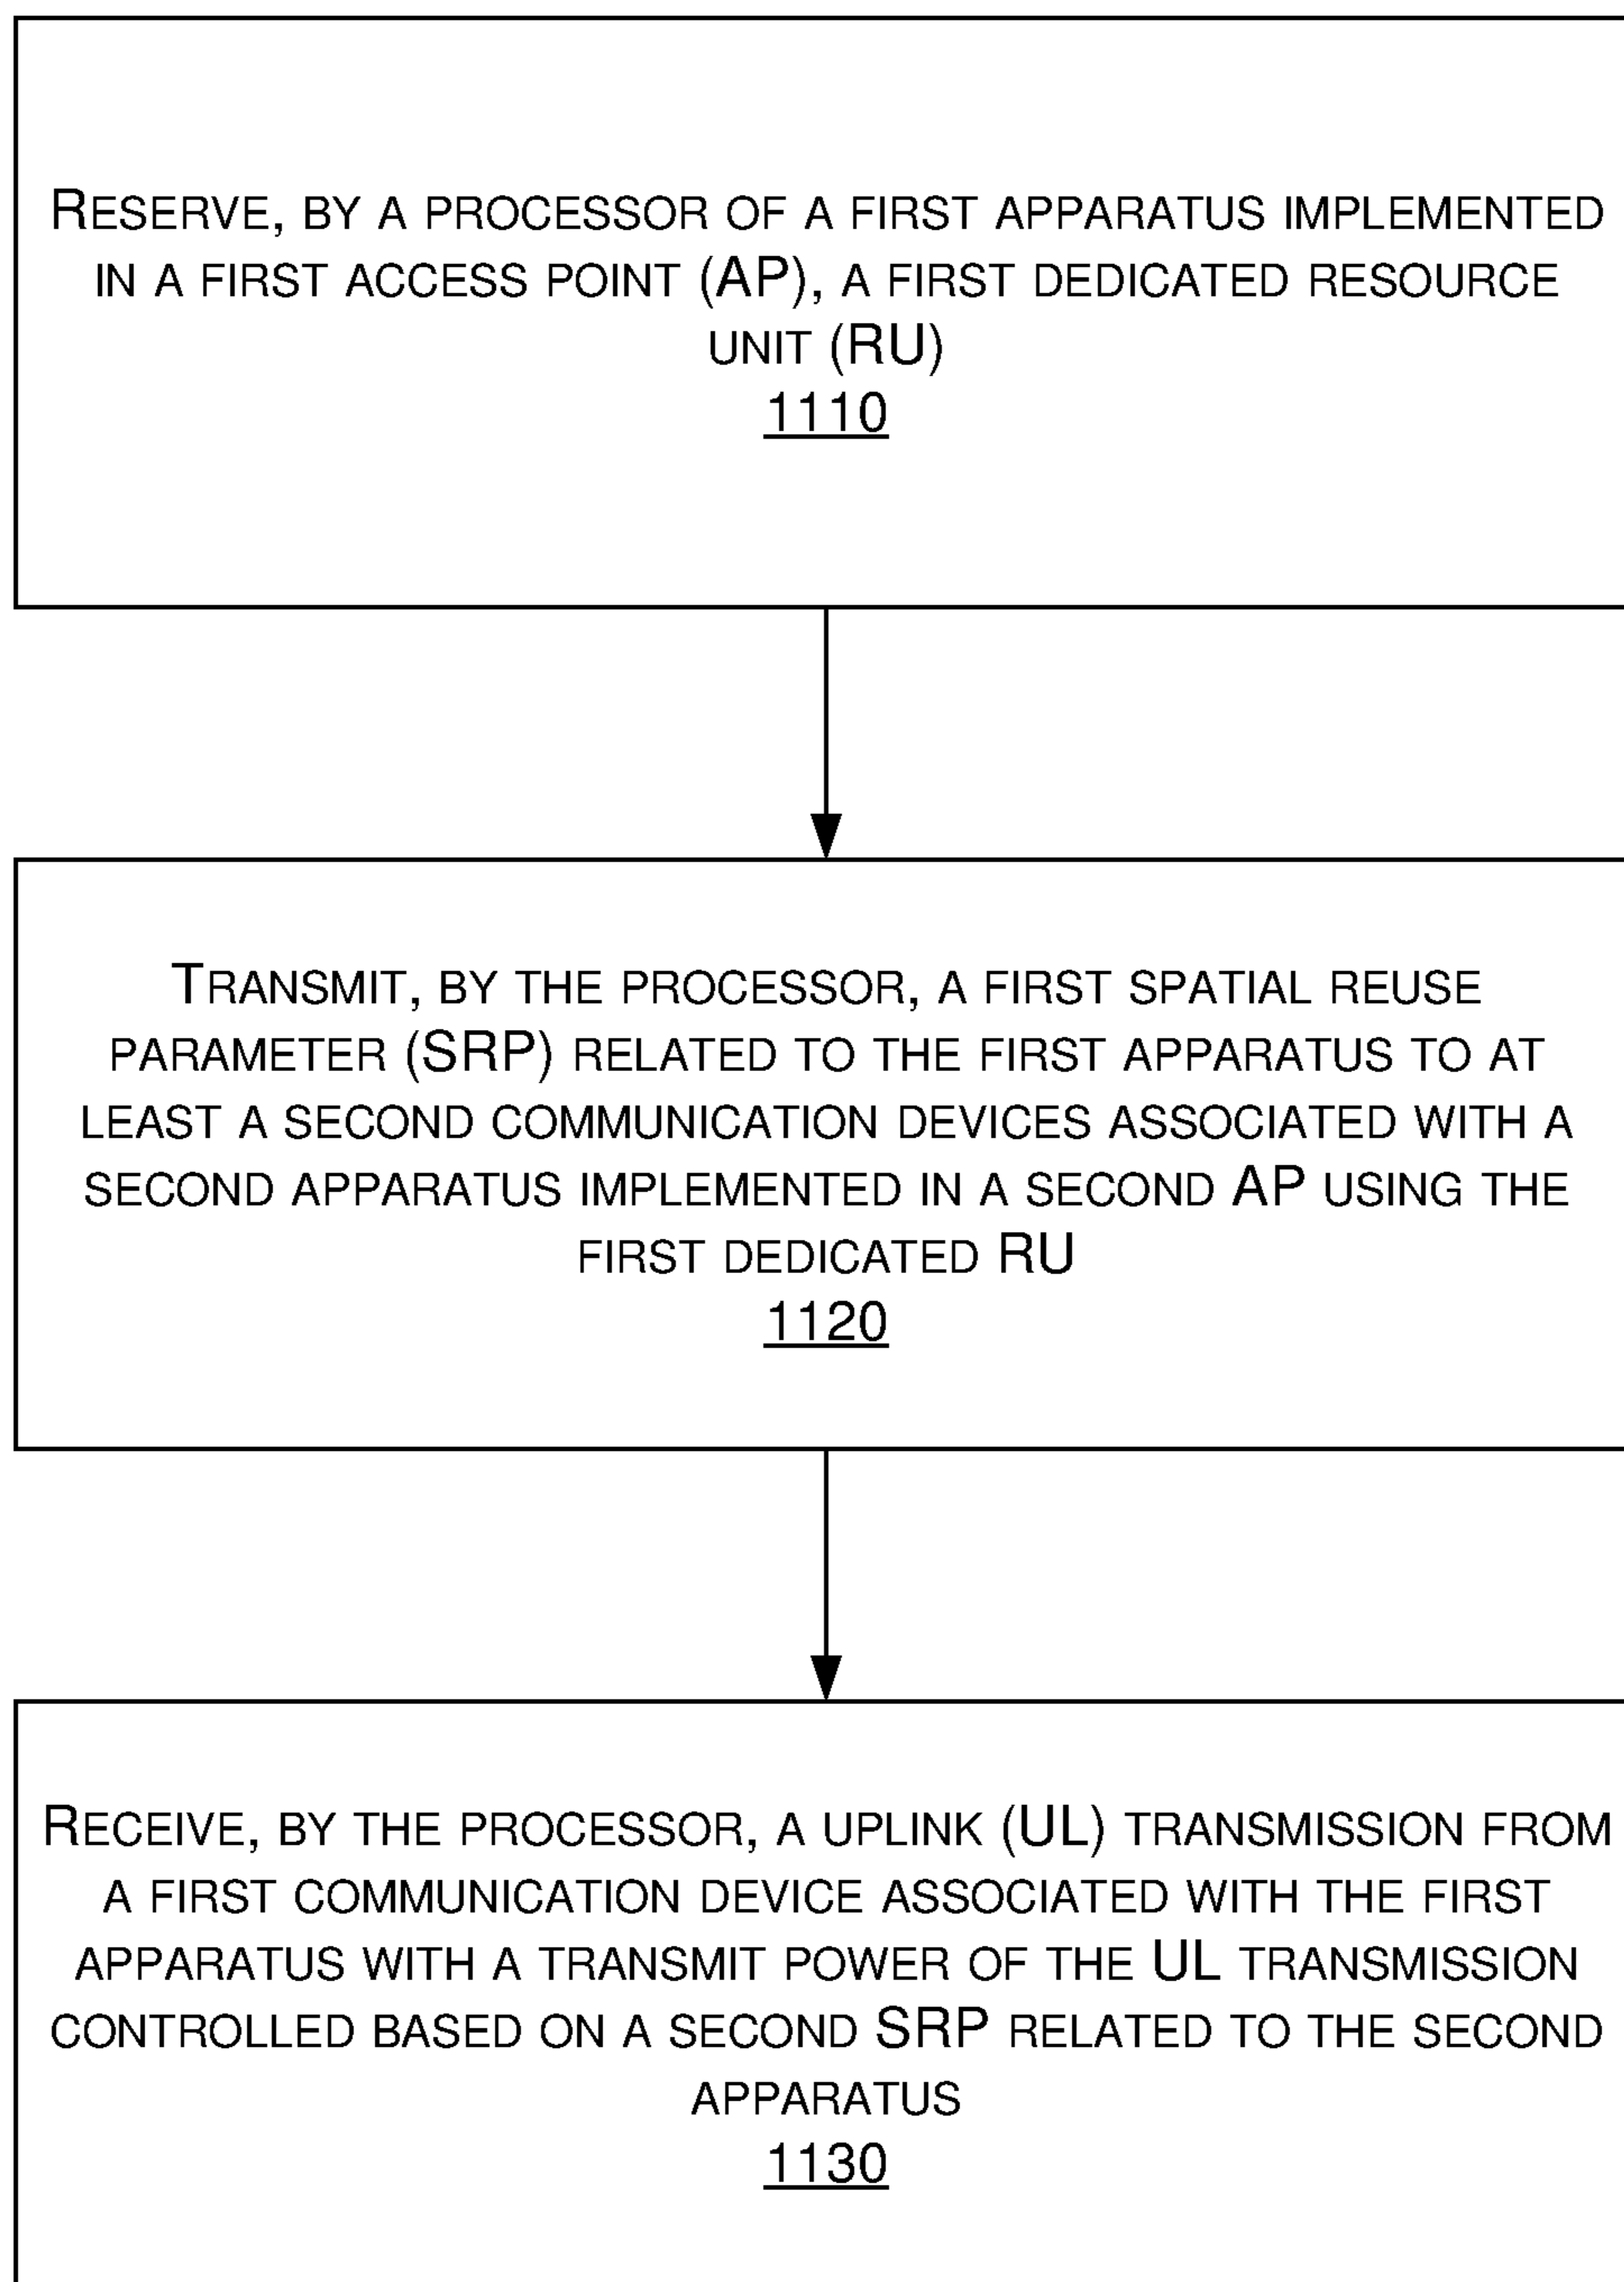 RESERVE, BY A PROCESSOR OF A FIRST APPARATUS IMPLEMENTED
IN A FIRST ACCESS POINT (AP), A FIRST DEDICATED RESOURCE
UNIT (RU)
1110
TRANSMIT, BY THE PROCESSOR, A FIRST SPATIAL REUSE
PARAMETER (SRP) RELATED TO THE FIRST APPARATUS TO AT
LEAST A SECOND COMMUNICATION DEVICES ASSOCIATED WITH A
SECOND APPARATUS IMPLEMENTED IN A SECOND AP USING THE
FIRST DEDICATED RU
1120
RECEIVE, BY THE PROCESSOR, A UPLINK (UL) TRANSMISSION FROM
A FIRST COMMUNICATION DEVICE ASSOCIATED WITH THE FIRST
APPARATUS WITH A TRANSMIT POWER OF THE UL TRANSMISSION
CONTROLLED BASED ON A SECOND SRP RELATED TO THE SECOND
APPARATUS
1130